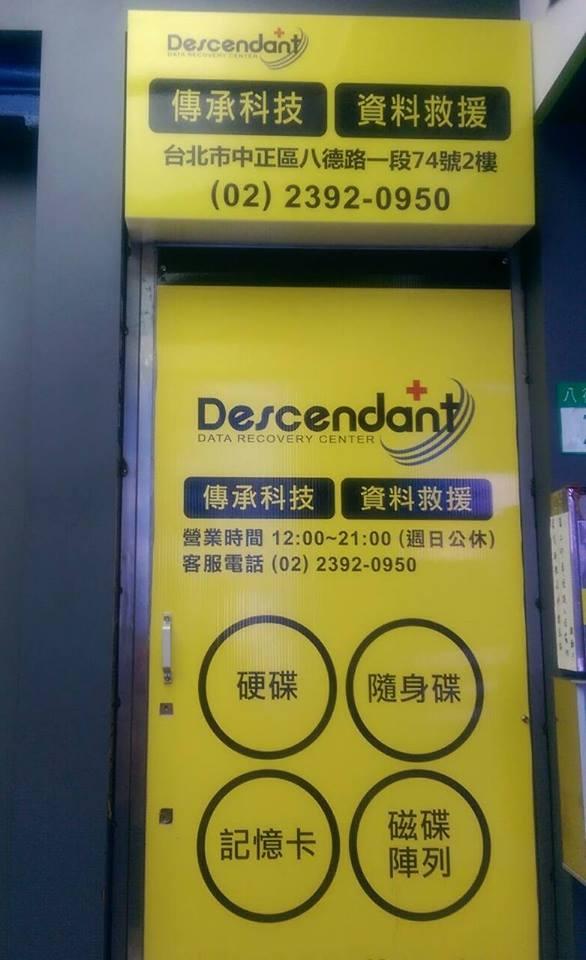 Descendant
DATA RECOVERY CENTER
傳承科技 資料救援
台北市中正區八德路一段74號2樓
(02) 2392-0950
Descendant
DATA RECOVERY CENTER
傳承科技 資料救援
營業時間 12:00~21:00 (週日公休)
客服電話 (02) 2392-0950
硬碟 隨身碟
記憶卡 磁碟
陣列
八